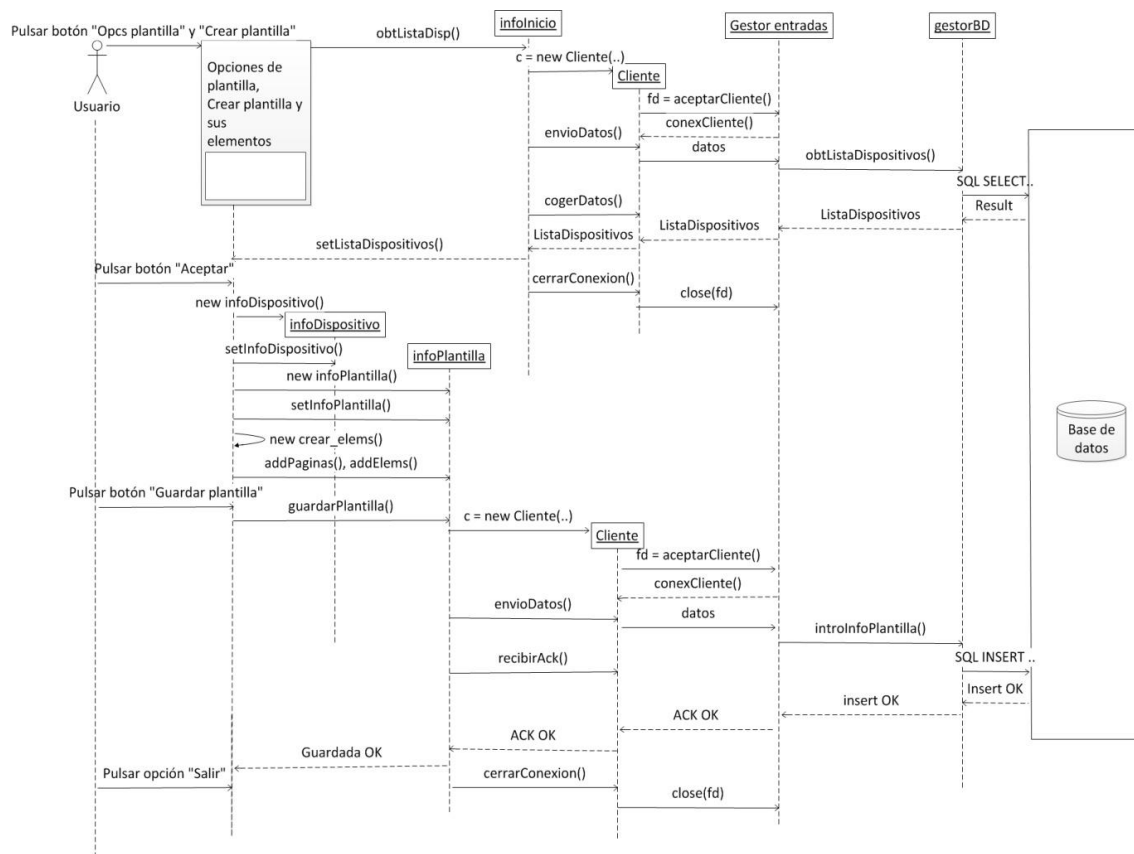 infoInicio
Gestor entradas
gestorBD
Pulsar botón "Opcs plantilla" y "Crear plantilla"
obtListaDisp()
c = new Cliente(..)
Cliente
Opciones de
plantilla,
Crear plantilla y
sus
elementos
Usuario
fd = aceptarCliente()
conexCliente()
envioDatos()
datos
obtListaDispositivos()
SQL SELECT..
Result
cogerDatos()
ListaDispositivos
ListaDispositivos
ListaDispositivos
setListaDispositivos()
Pulsar botón "Aceptar"
cerrarConexion()
close(fd)
new infoDispositivo()
infoDispositivo
setInfoDispositivo()
infoPlantilla
new infoPlantilla()
setInfoPlantilla()
new crear_elems()
addPaginas(), addElems()
Base de
datos
Pulsar botón "Guardar plantilla"
guardarPlantilla()
c = new Cliente(..)
Cliente
fd = aceptarCliente()
conexCliente()
envioDatos()
datos
introInfoPlantilla()
recibirAck()
SQL INSERT ..
Insert OK
insert OK
ACK OK
ACK OK
Guardada OK
Pulsar opción "Salir"
cerrarConexion()
close(fd)